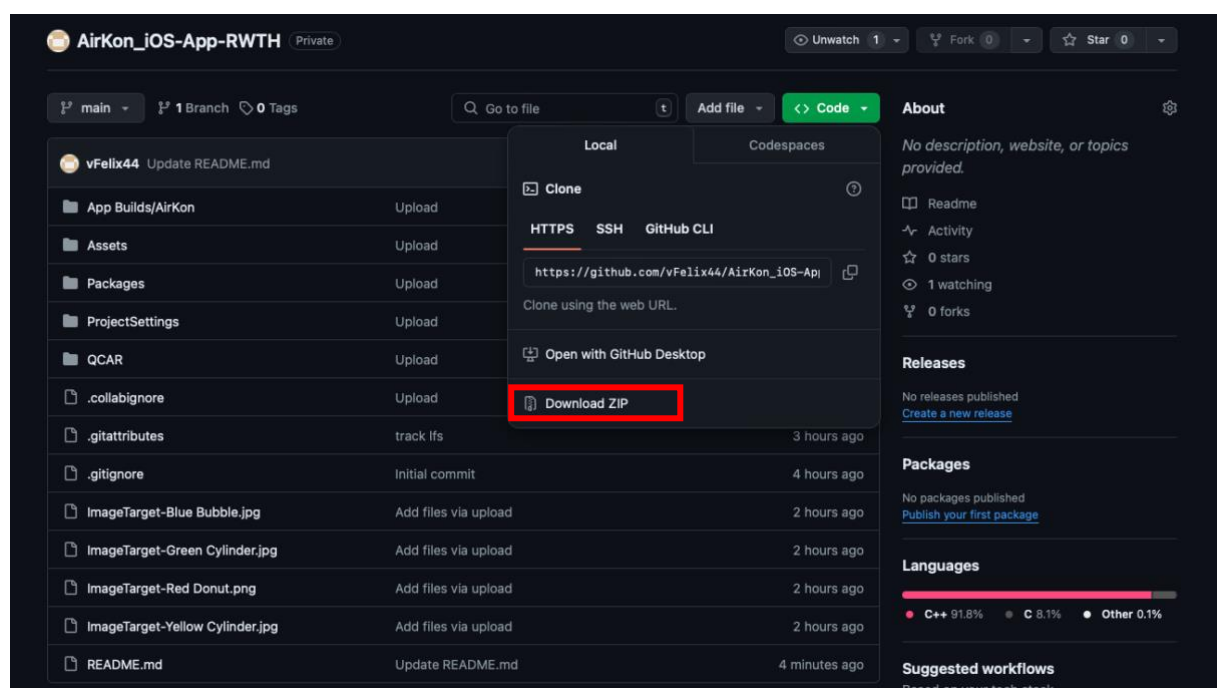 AirKon_iOS-App-RWTH Private
Unwatch 1 Fork 0 Star 0
main 1 Branch 0 Tags
Go to file t Add file <> Code
vFelix44 Update README.md
App Builds/AirKon Upload
Assets Upload
Packages Upload
ProjectSettings Upload
QCAR Upload
.collabignore Upload
.gitattributes track lfs 3 hours ago
.gitignore Initial commit 4 hours ago
ImageTarget-Blue Bubble.jpg Add files via upload 2 hours ago
ImageTarget-Green Cylinder.jpg Add files via upload 2 hours ago
ImageTarget-Red Donut.png Add files via upload 2 hours ago
ImageTarget-Yellow Cylinder.jpg Add files via upload 2 hours ago
README.md Update README.md 4 minutes ago
Local Codespaces
Clone
HTTPS SSH GitHub CLI
https://github.com/vFelix44/AirKon_iOS-Ap
Clone using the web URL.
Open with GitHub Desktop
Download ZIP
About
No description, website, or topics
provided.
Readme
Activity
0 stars
1 watching
0 forks
Releases
No releases published
Create a new release
Packages
No packages published
Publish your first package
Languages
C++ 91.8% C 8.1% Other 0.1%
Suggested workflows